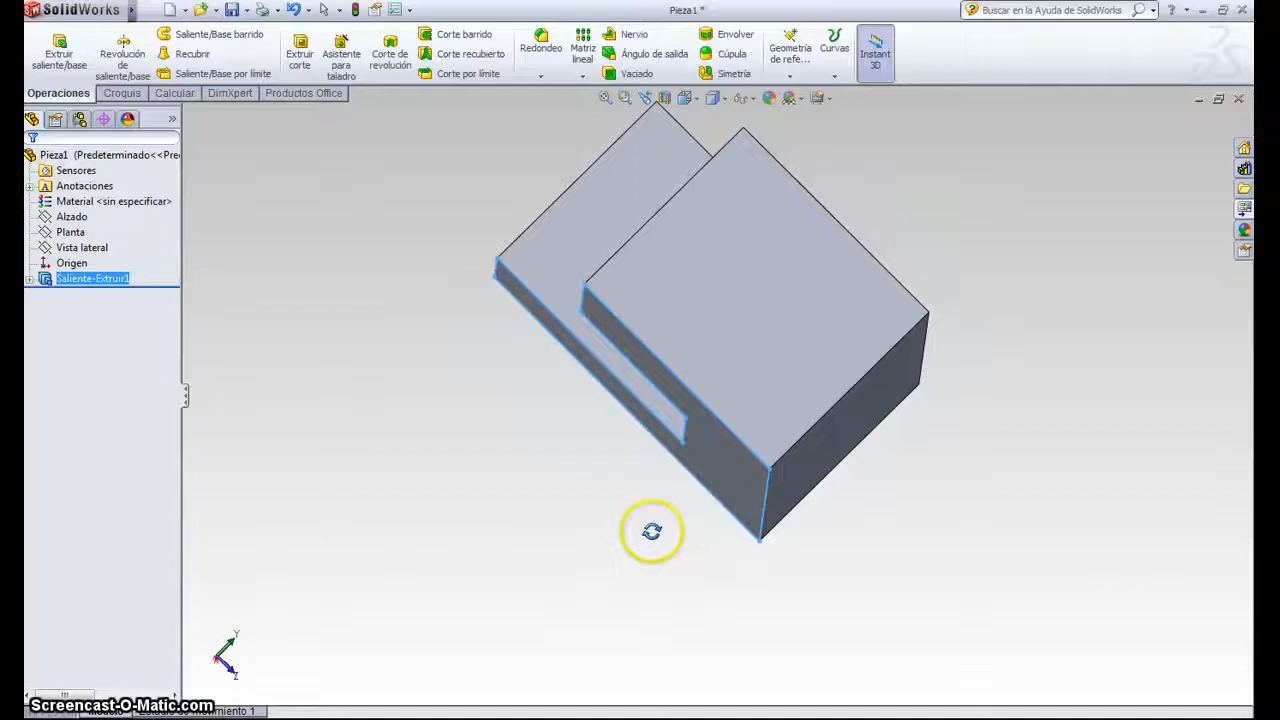 SolidWorks
Pieza1 *
Buscar en la Ayuda de SolidWorks
Extruir saliente/base
Revolución de saliente/base
Saliente/Base barrido
Recubrir
Saliente/Base por límite
Extruir corte
Asistente para taladro
Corte de revolución
Corte barrido
Corte recubierto
Corte por límite
Redondeo
Matriz lineal
Nervio
Ángulo de salida
Vaciado
Envolver
Cúpula
Simetría
Geometría de refe...
Curvas
Instant 3D
Operaciones
Croquis
Calcular
DimXpert
Productos Office
Pieza1 (Predeterminado<<Pre
Sensores
Anotaciones
Material <sin especificar>
Alzado
Planta
Vista lateral
Origen
Saliente-Extruir1
Y
Z
Screencast-O-Matic.com